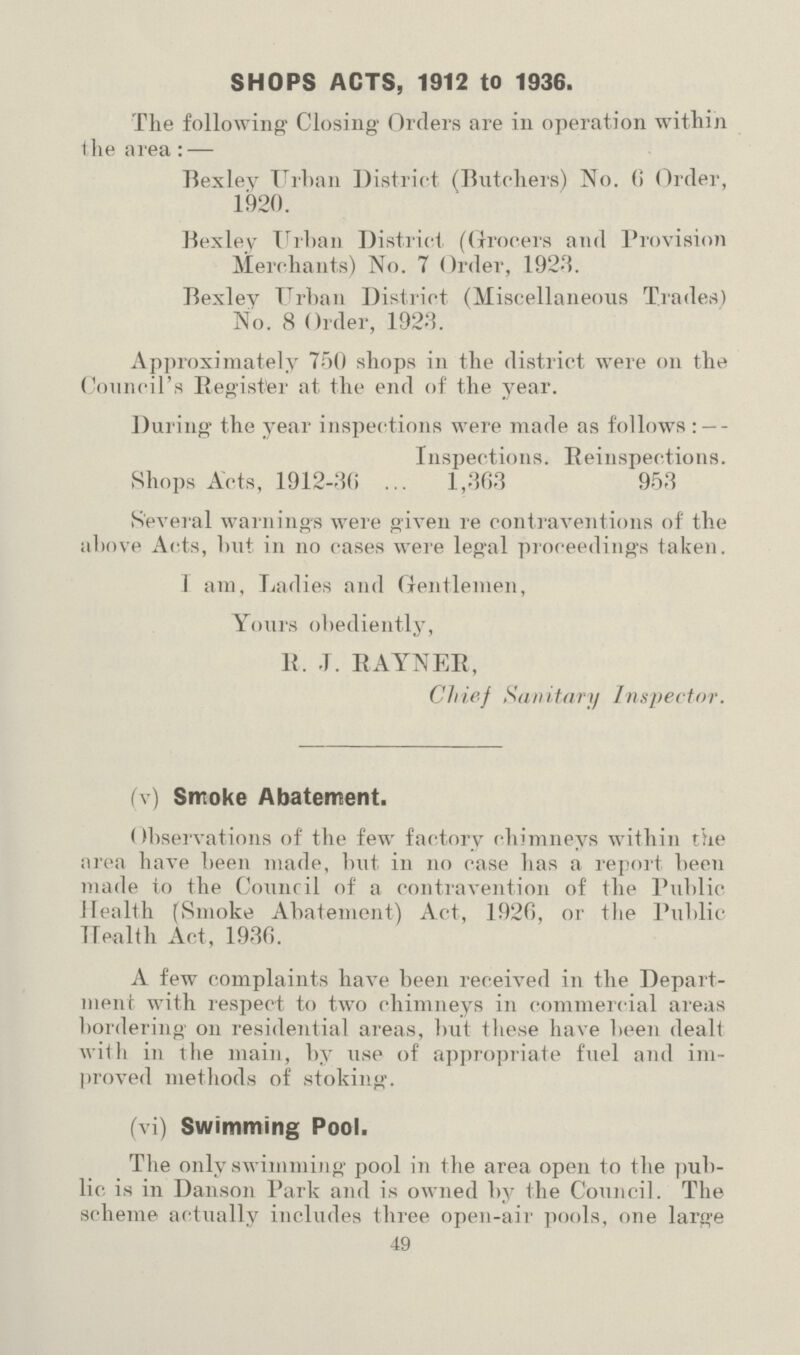 SHOPS ACTS, 1912 to 1936.
The following Closing Orders are in operation within
the area : —
Bexley Urban District (Butchers) No. 6 Order,
1920.
Bexley Urban District (Grocers and Provision
Merchants) No. 7 Order, 1923.
Bexley Urban District (Miscellaneous Trades)
No. 8 Order, 1923.
Approximately 750 shops in the district were on the
Council's Register at the end of the year.
During the year inspections were made as follows : —
Inspections. Reinspections.
Shops Acts, 1912-36 ... 1,363 953
Several warnings were given re contraventions of the
above Acts, but in no cases were legal proceedings taken.
I am, Ladies and Gentlemen,
Yours obediently,
R. J. RAYNER,
Chief Sanitary Inspector.
(v) Smoke Abatement.
Observations of the few factory chimneys within the
area have been made, but in no case has a report been
made to the Council of a contravention of the Public
Health (Smoke Abatement) Act, 1926, or the Public
Health Act, 1936.
A few complaints have been received in the Depart-
ment with respect to two chimneys in commercial areas
bordering on residential areas, but these have been dealt
with in the main, by use of appropriate fuel and im-
proved methods of stoking.
(vi) Swimming Pool.
The only swimming pool in the area open to the pub-
lic is in Danson Park and is owned by the Council. The
scheme actually includes three open-air pools, one large
49